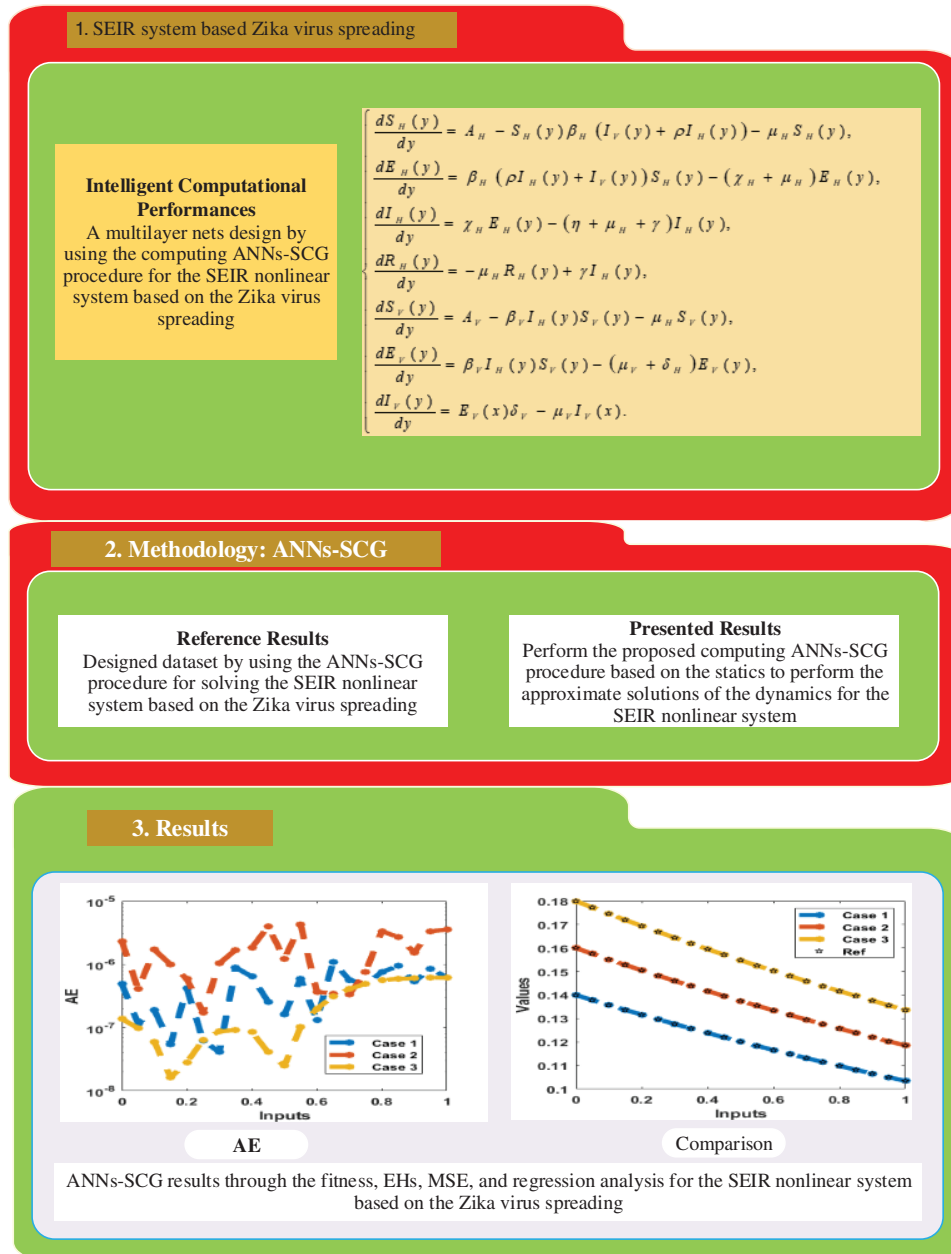 1. SEIR system based Zika virus spreading
Intelligent Computational
Performances
A multilayer nets design by
using the computing ANNs-SCG
procedure for the SEIR nonlinear
system based on the Zika virus
spreading
dS_H(y)/dy = A_H − S_H(y)β_H(I_V(y) + ρI_H(y)) − μ_H S_H(y),
dE_H(y)/dy = β_H(ρI_H(y) + I_V(y))S_H(y) − (χ_H + μ_H)E_H(y),
dI_H(y)/dy = χ_H E_H(y) − (η + μ_H + γ)I_H(y),
dR_H(y)/dy = −μ_H R_H(y) + γI_H(y),
dS_V(y)/dy = A_V − β_V I_H(y)S_V(y) − μ_H S_V(y),
dE_V(y)/dy = β_V I_H(y)S_V(y) − (μ_V + δ_H)E_V(y),
dI_V(y)/dy = E_V(x)δ_V − μ_V I_V(x).
2. Methodology: ANNs-SCG
Reference Results
Designed dataset by using the ANNs-SCG
procedure for solving the SEIR nonlinear
system based on the Zika virus spreading
Presented Results
Perform the proposed computing ANNs-SCG
procedure based on the statics to perform the
approximate solutions of the dynamics for the
SEIR nonlinear system
3. Results
10^-5
10^-6
10^-7
10^-8
AE
0 0.2 0.4 0.6 0.8 1
Inputs
Case 1
Case 2
Case 3
AE
0.18
0.17
0.16
0.15
0.14
0.13
0.12
0.11
0.1
Values
0 0.2 0.4 0.6 0.8 1
Inputs
Case 1
Case 2
Case 3
Ref
Comparison
ANNs-SCG results through the fitness, EHs, MSE, and regression analysis for the SEIR nonlinear system
based on the Zika virus spreading